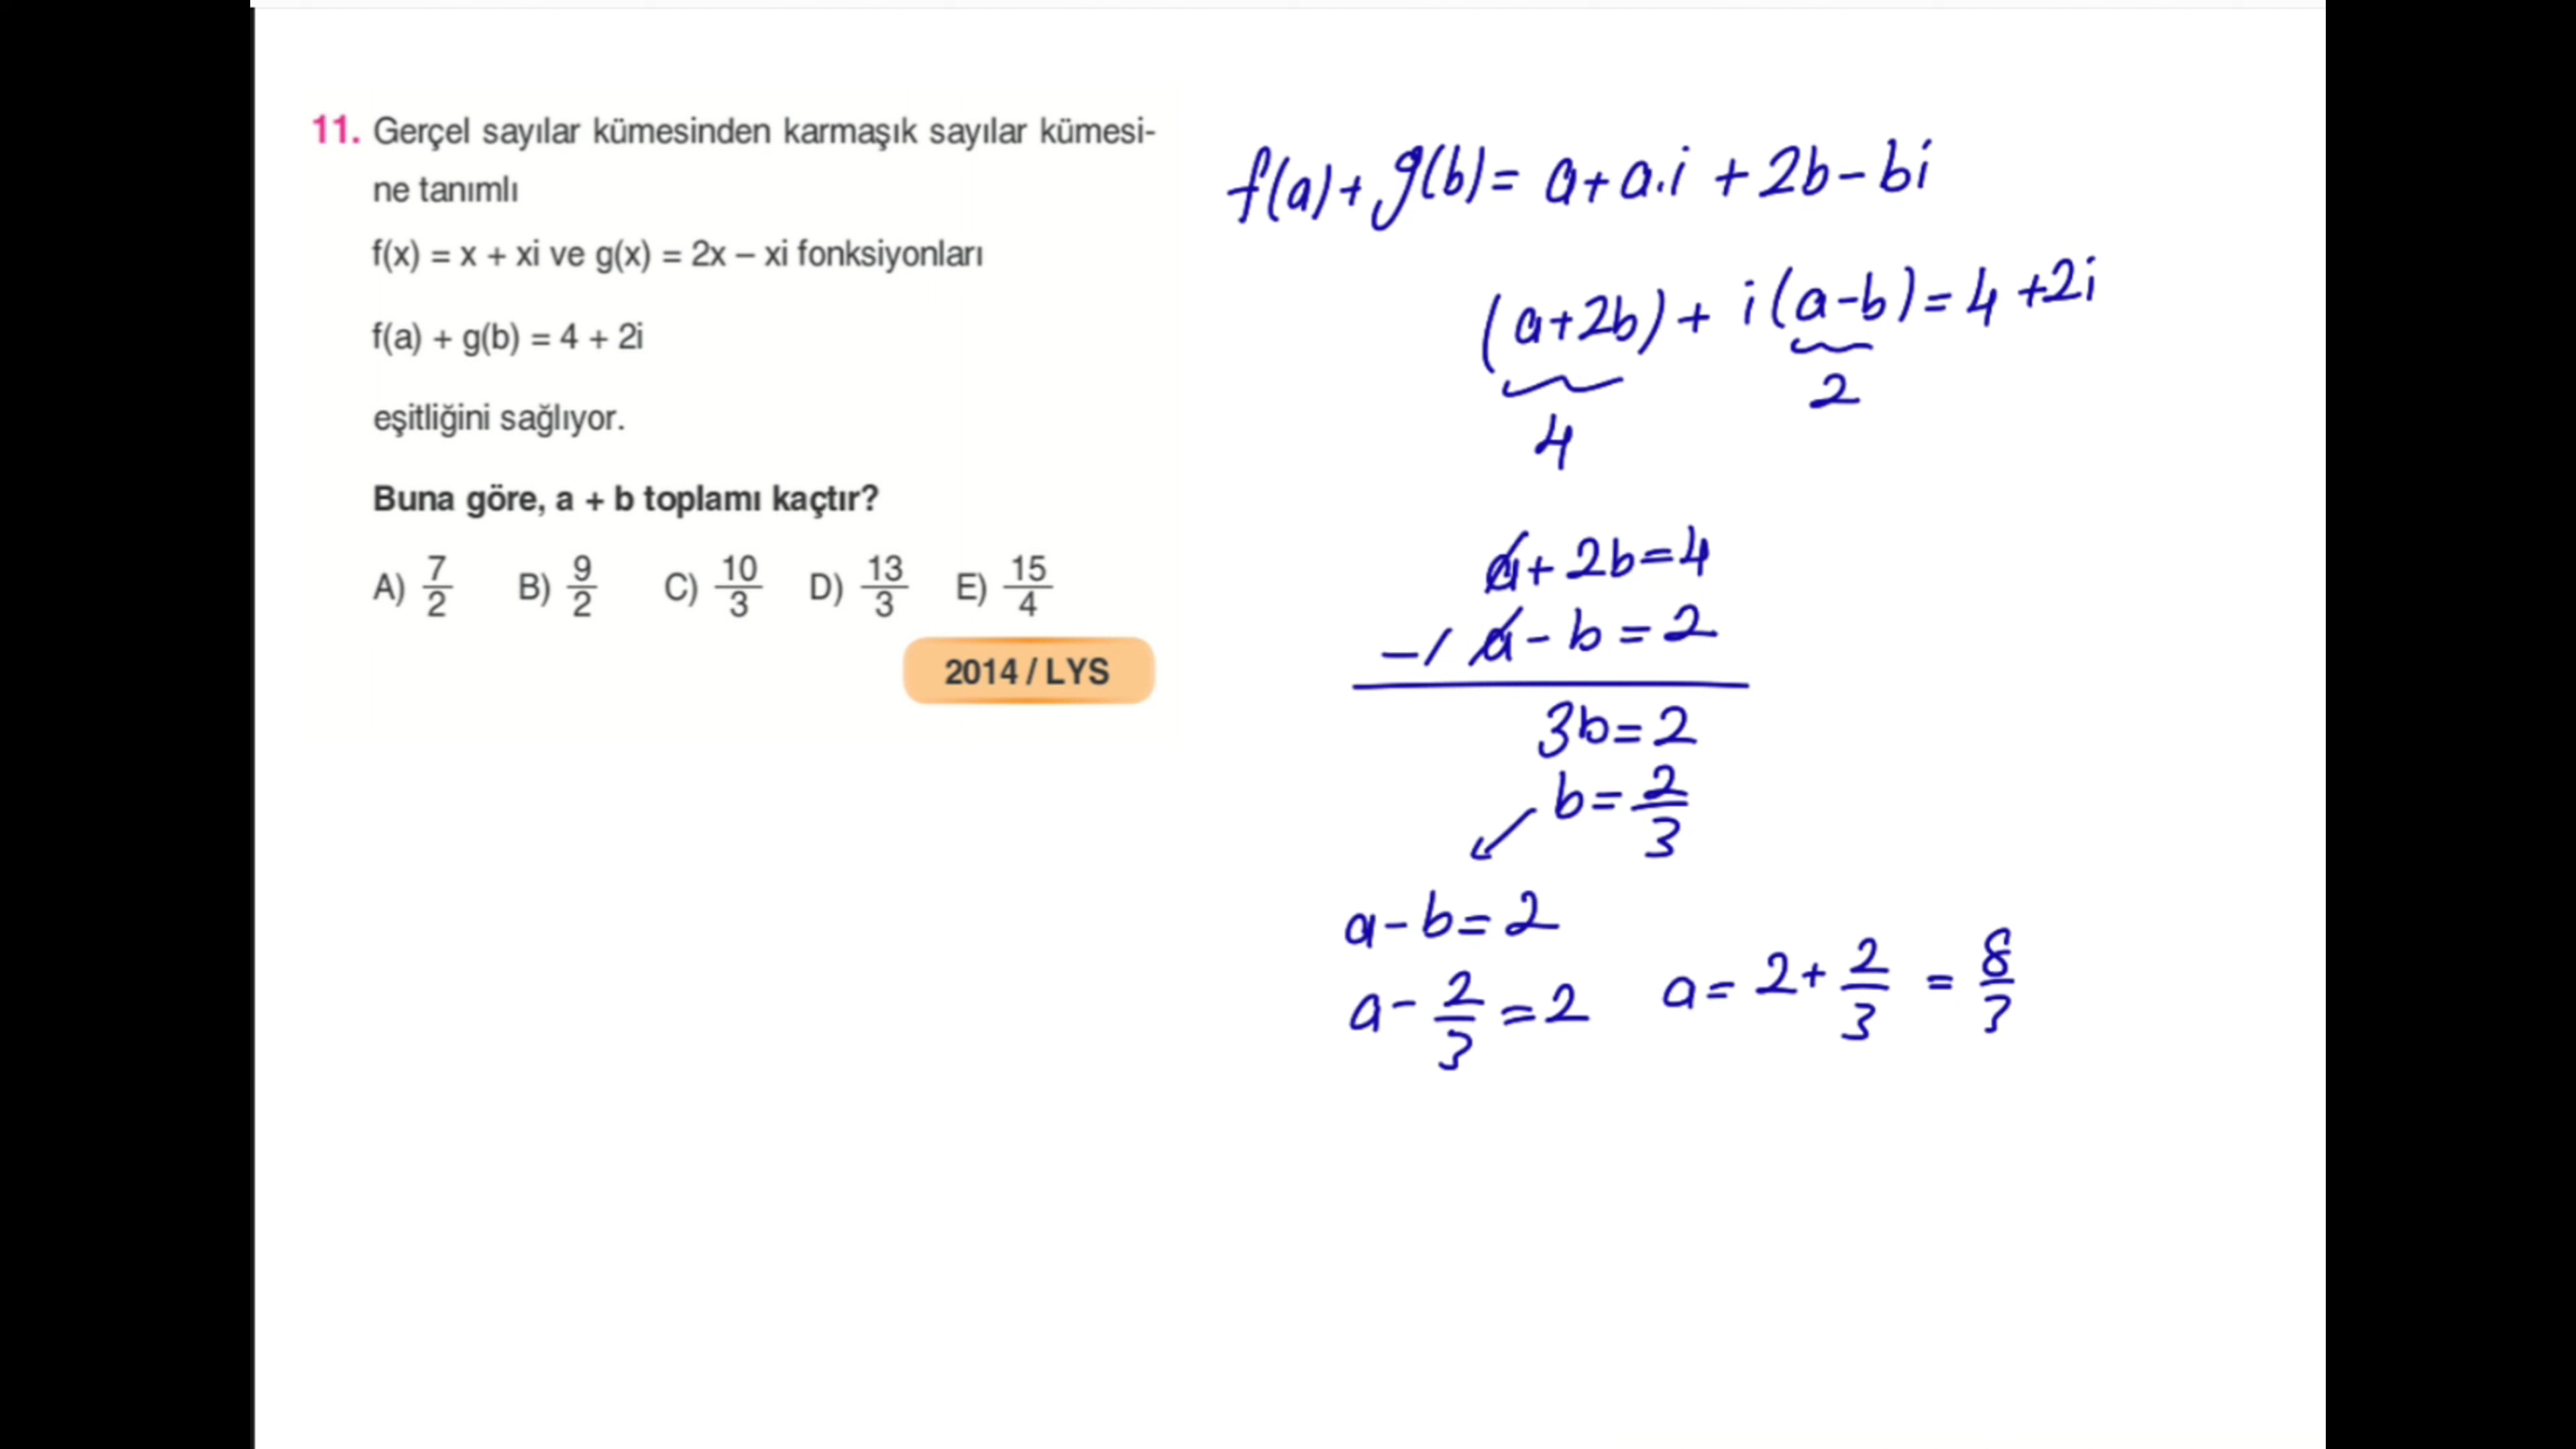 11. Gerçel sayılar kümesinden karmaşık sayılar kümesi-
ne tanımlı
f(x) = x + xi ve g(x) = 2x – xi fonksiyonları
f(a) + g(b) = 4 + 2i
eşitliğini sağlıyor.
Buna göre, a + b toplamı kaçtır?
A) 7/2 B) 9/2 C) 10/3 D) 13/3 E) 15/4
2014 / LYS
f(a) + g(b) = a + a.i + 2b - bi
(a+2b) + i(a-b) = 4 + 2i
4 2
a + 2b = 4
-/ a - b = 2
3b = 2
b = 2/3
a - b = 2
a - 2/3 = 2 a = 2 + 2/3 = 8/3